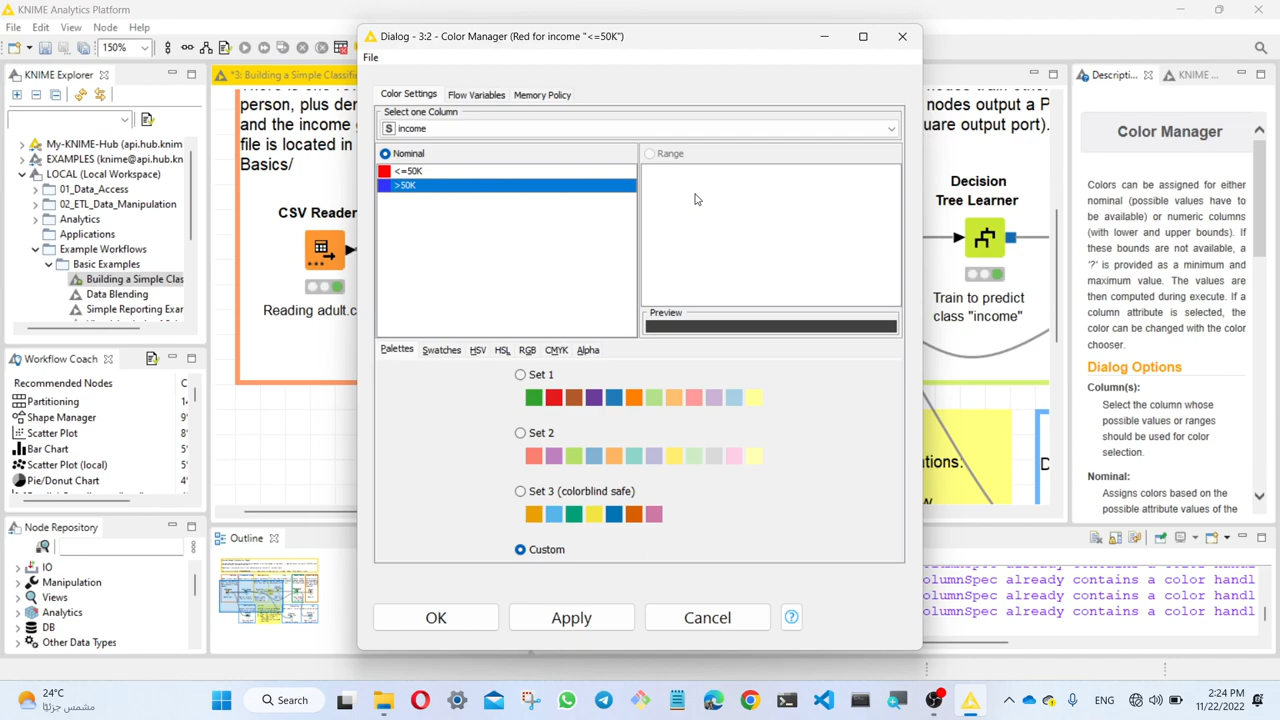 KNIME Analytics Platform
File Edit View Node Help
150%
KNIME Explorer
My-KNIME-Hub (api.hub.knim
EXAMPLES (knime@api.hub.kn
LOCAL (Local Workspace)
01_Data_Access
02_ETL_Data_Manipulation
Analytics
Applications
Example Workflows
Basic Examples
Building a Simple Clas
Data Blending
Simple Reporting Exar
Workflow Coach
Recommended Nodes C
Partitioning 1
Shape Manager 9
Scatter Plot 8
Bar Chart 5
Scatter Plot (local) 5
Pie/Donut Chart 4
Node Repository
IO
Manipulation
Views
Analytics
DB
Other Data Types
*3: Building a Simple Classifi
person, plus der
and the income g
file is located in
Basics/
CSV Reader
Reading adult.c
Outline
Dialog - 3:2 - Color Manager (Red for income "<=50K")
File
Color Settings Flow Variables Memory Policy
Select one Column
S income
Nominal
<=50K
>50K
Range
Preview
Palettes Swatches HSV HSL RGB CMYK Alpha
Set 1
Set 2
Set 3 (colorblind safe)
Custom
OK Apply Cancel ?
nodes output a P
uare output port).
Decision
Tree Learner
Train to predict
class "income"
ations.
D
olumnSpec already contains a color handl
olumnSpec already contains a color handl
olumnSpec already contains a color handl
Descripti... KNIME ...
Color Manager
Colors can be assigned for either
nominal (possible values have to
be available) or numeric columns
(with lower and upper bounds). If
these bounds are not available, a
'?' is provided as a minimum and
maximum value. The values are
then computed during execute. If a
column attribute is selected, the
color can be changed with the color
chooser.
Dialog Options
Column(s):
Select the column whose
possible values or ranges
should be used for color
selection.
Nominal:
Assigns colors based on the
possible attribute values of the
24°C
مشمس جزئيًا
Search
ENG
2:24 PM
11/22/2022